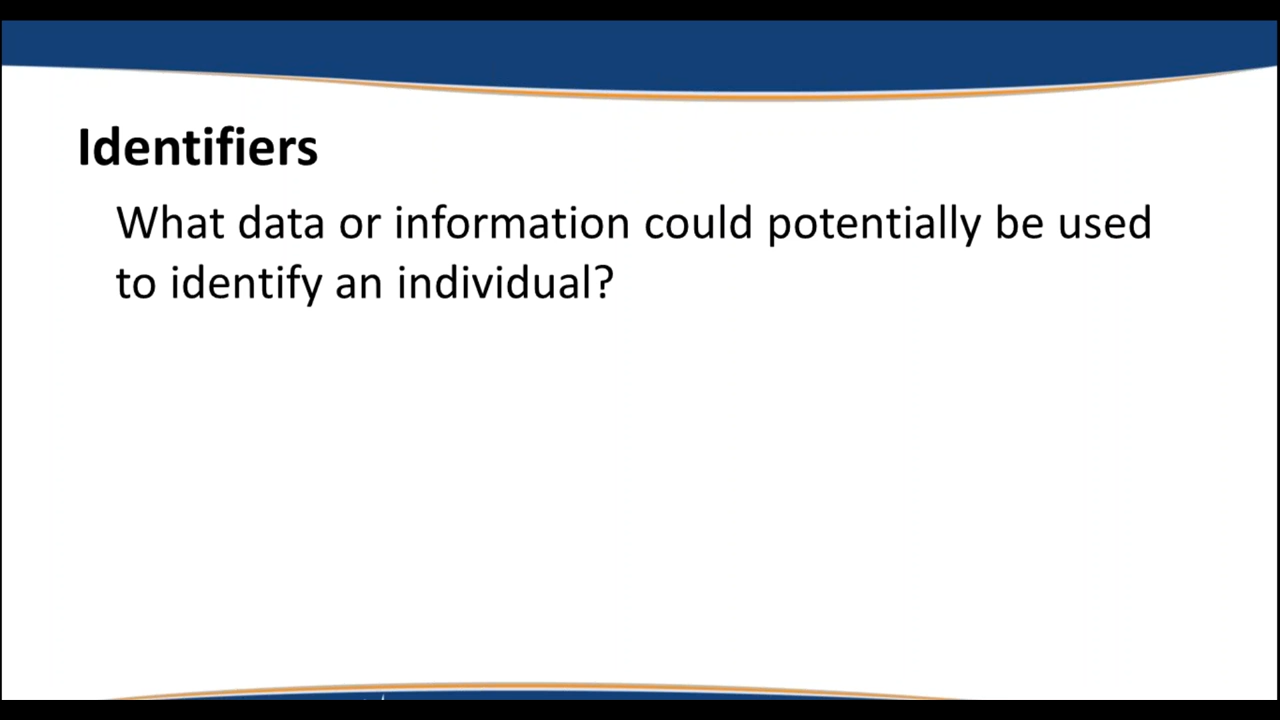 Identifiers
What data or information could potentially be used
to identify an individual?